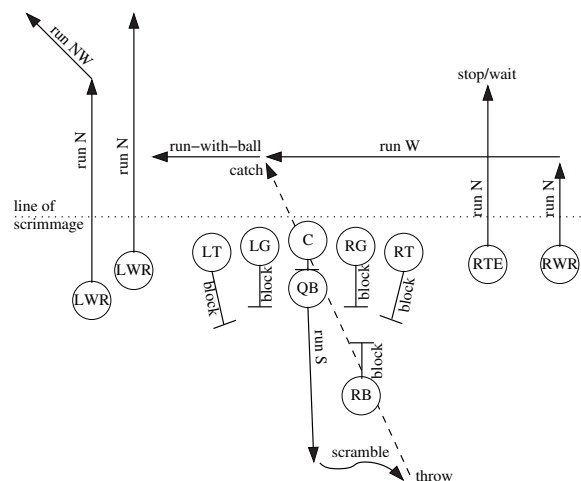 run NW
run N
run N
stop/wait
run−with−ball
run W
catch
run N
run N
line of
scrimmage
LWR
LWR
LT
LG
C
RG
RT
RTE
RWR
block
block
QB
block
block
run S
block
RB
scramble
throw